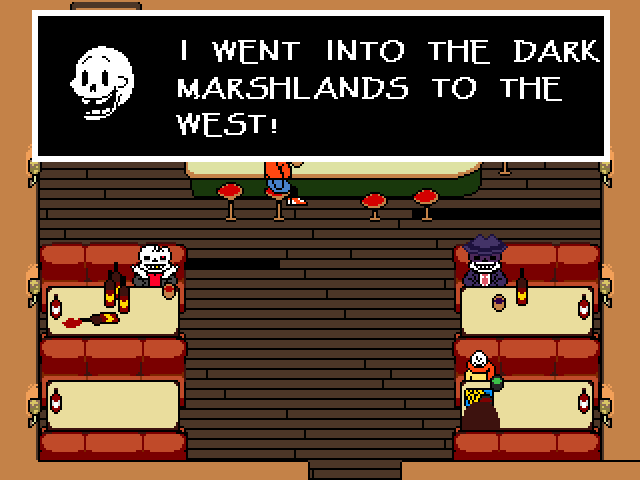 I WENT INTO THE DARK
MARSHLANDS TO THE
WEST!